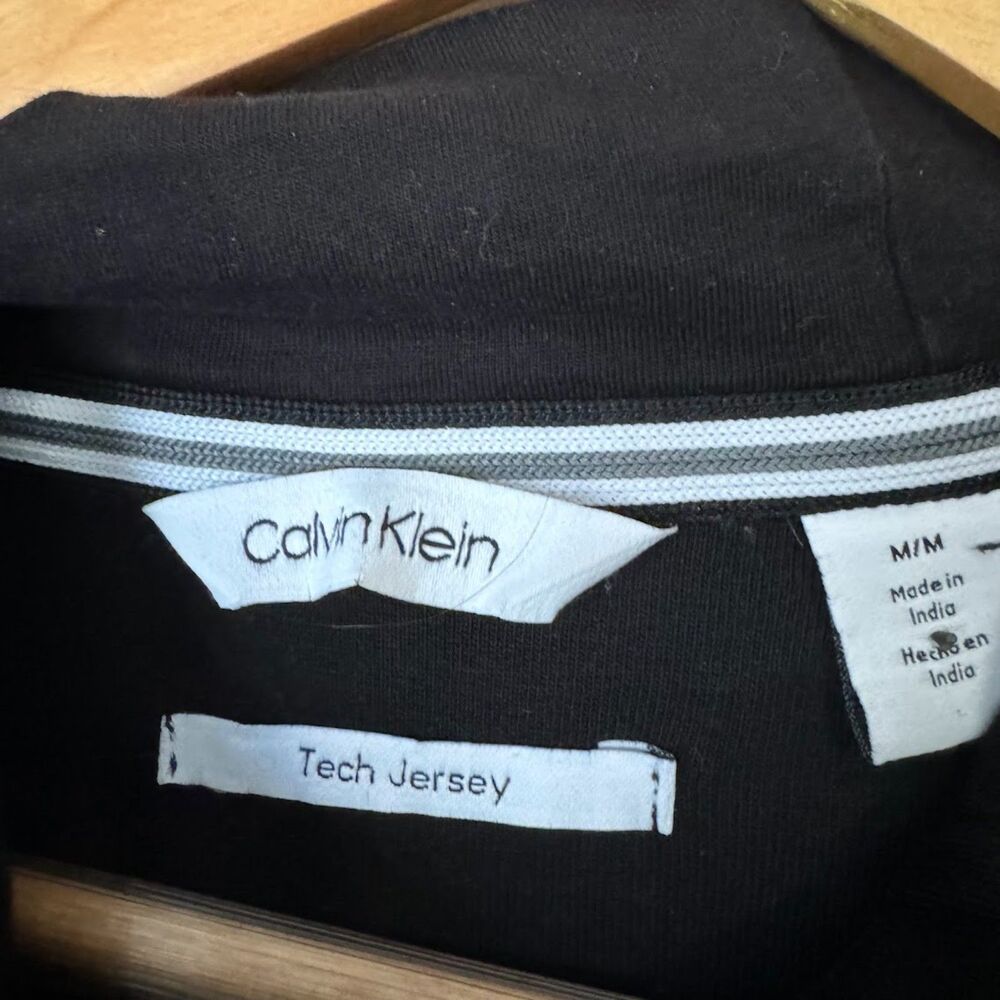 Calvin Klein
Tech Jersey
M/M
Made in
India
Hecho en
India